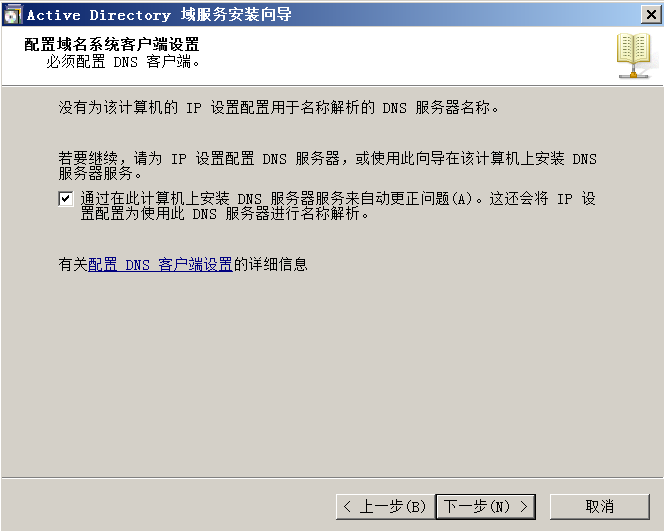 Active Directory 域服务安装向导
配置域名系统客户端设置
必须配置 DNS 客户端。
没有为该计算机的 IP 设置配置用于名称解析的 DNS 服务器名称。
若要继续，请为 IP 设置配置 DNS 服务器，或使用此向导在该计算机上安装 DNS
服务器服务。
通过在此计算机上安装 DNS 服务器服务来自动更正问题(A)。这还会将 IP 设
置配置为使用此 DNS 服务器进行名称解析。
有关配置 DNS 客户端设置的详细信息
< 上一步(B) 下一步(N) > 取消